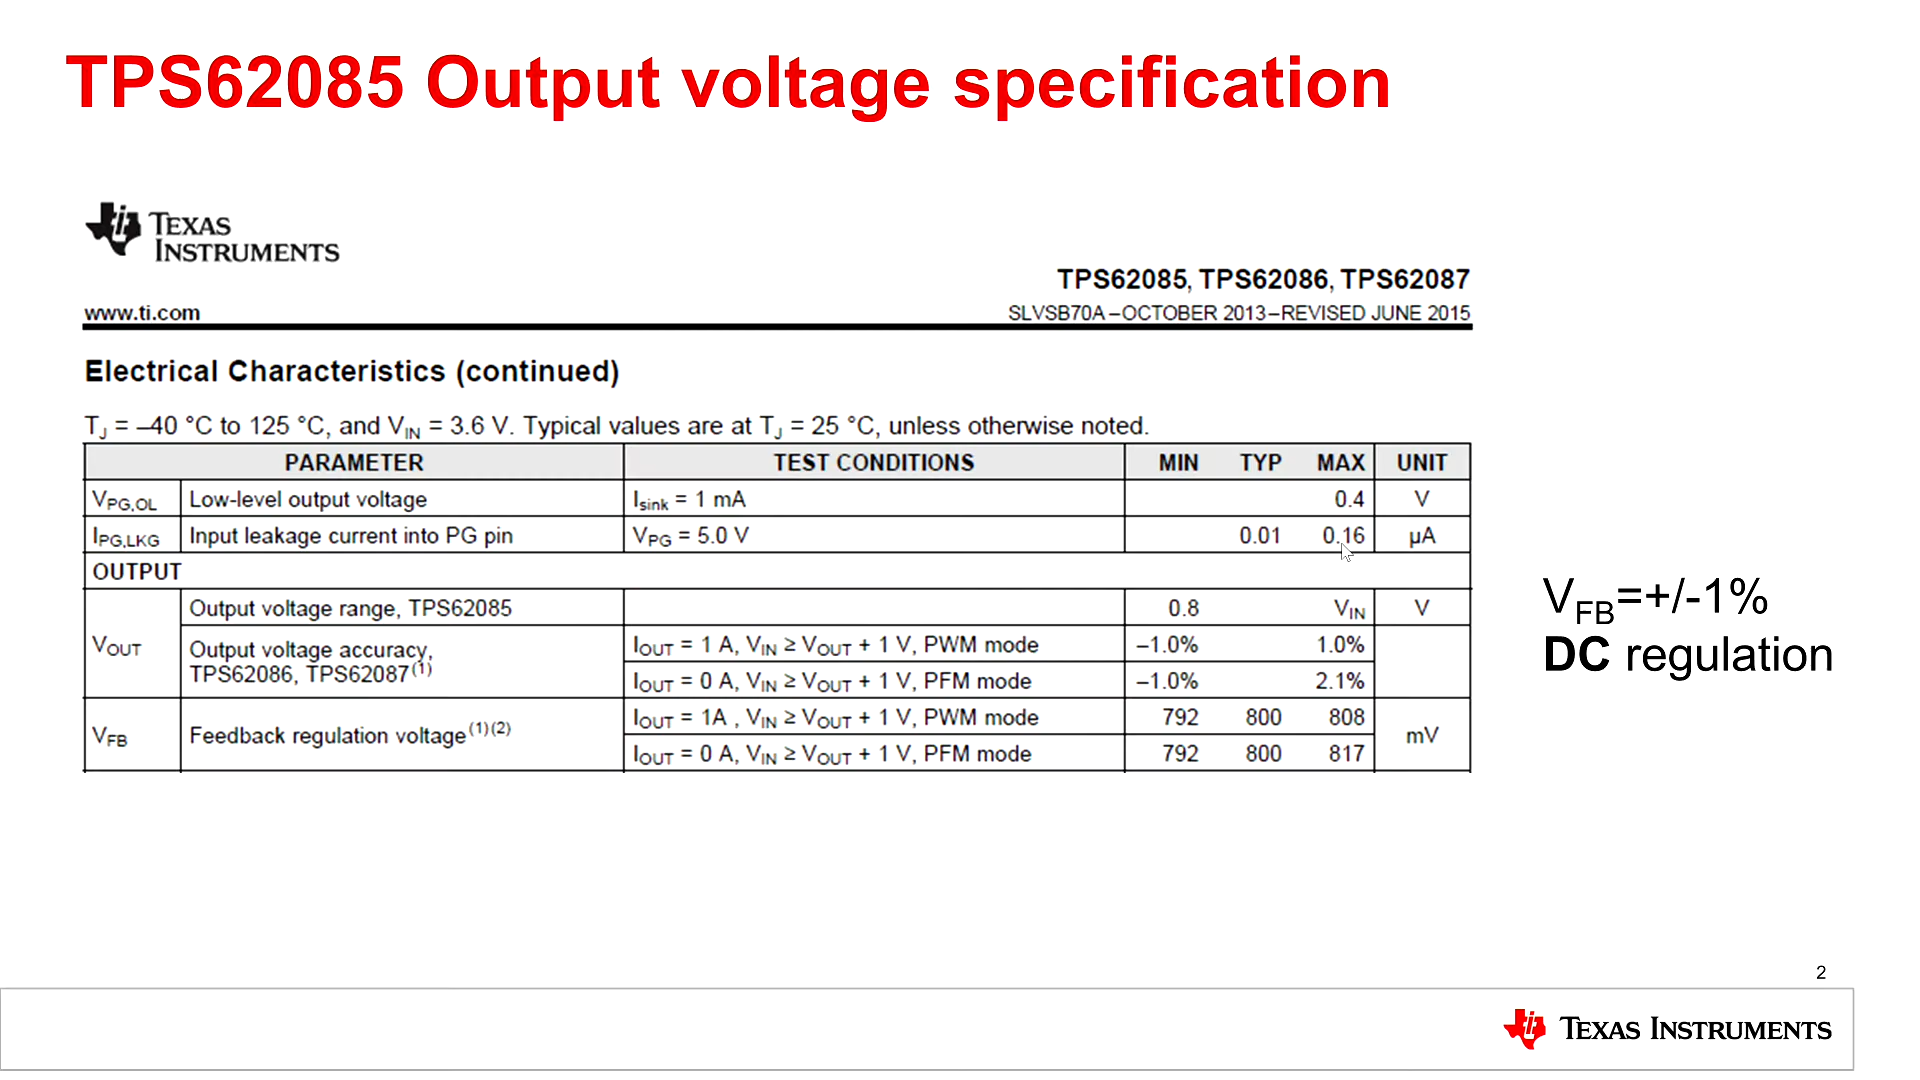 TPS62085 Output voltage specification
TEXAS
INSTRUMENTS
TPS62085, TPS62086, TPS62087
www.ti.com
SLVSB70A–OCTOBER 2013–REVISED JUNE 2015
Electrical Characteristics (continued)
TJ = –40 °C to 125 °C, and VIN = 3.6 V. Typical values are at TJ = 25 °C, unless otherwise noted.
PARAMETER TEST CONDITIONS MIN TYP MAX UNIT
VPG,OL Low-level output voltage Isink = 1 mA 0.4 V
IPG,LKG Input leakage current into PG pin VPG = 5.0 V 0.01 0.16 µA
OUTPUT
VOUT Output voltage range, TPS62085 0.8 VIN V
Output voltage accuracy,
TPS62086, TPS62087(1)
IOUT = 1 A, VIN ≥ VOUT + 1 V, PWM mode –1.0% 1.0%
IOUT = 0 A, VIN ≥ VOUT + 1 V, PFM mode –1.0% 2.1%
VFB Feedback regulation voltage(1)(2)
IOUT = 1A , VIN ≥ VOUT + 1 V, PWM mode 792 800 808 mV
IOUT = 0 A, VIN ≥ VOUT + 1 V, PFM mode 792 800 817
VFB=+/-1%
DC regulation
2
TEXAS INSTRUMENTS